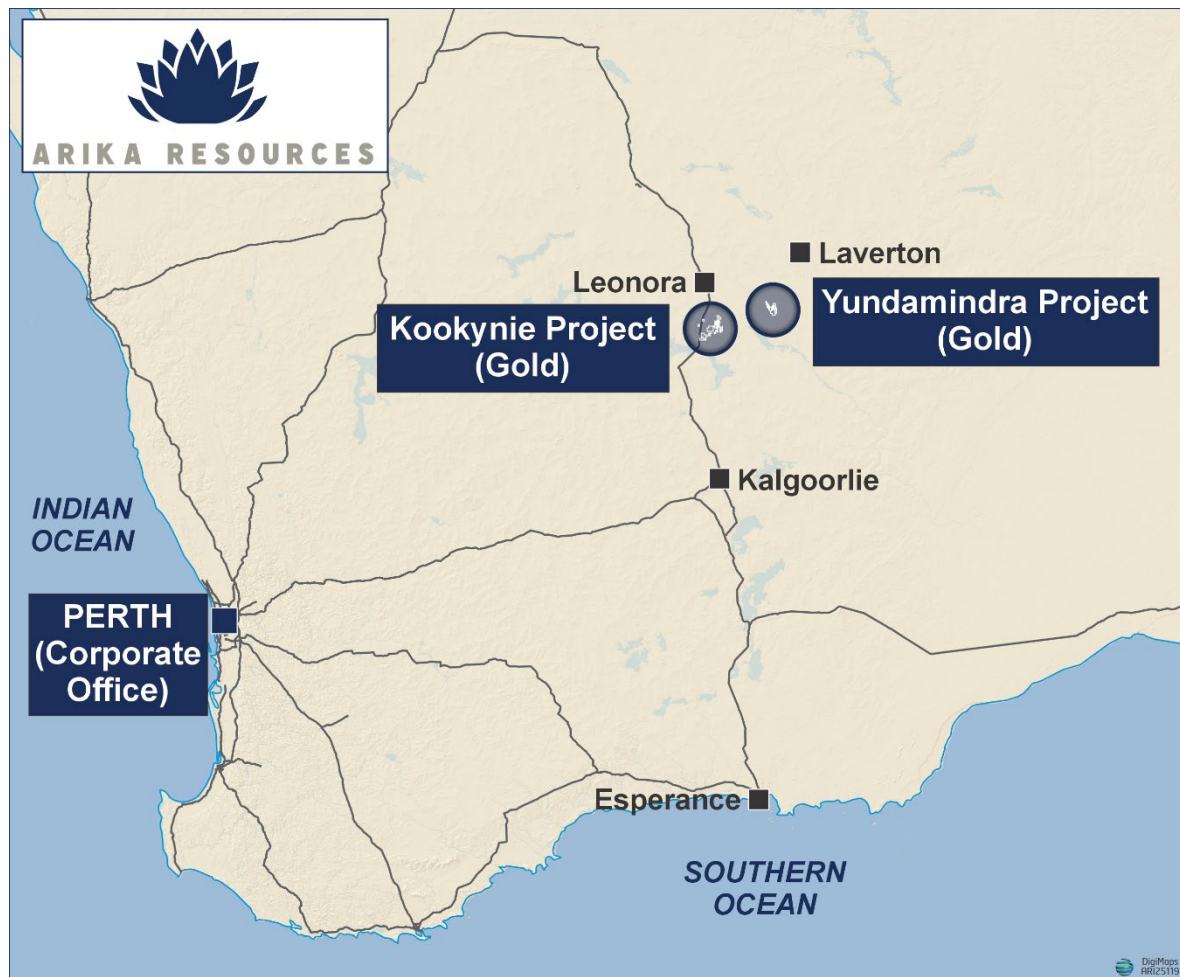 ARIKA RESOURCES
Laverton
Leonora
Yundamindra Project
(Gold)
Kookynie Project
(Gold)
Kalgoorlie
INDIAN
OCEAN
PERTH
(Corporate
Office)
Esperance
SOUTHERN
OCEAN
DigiMaps
ARI25119